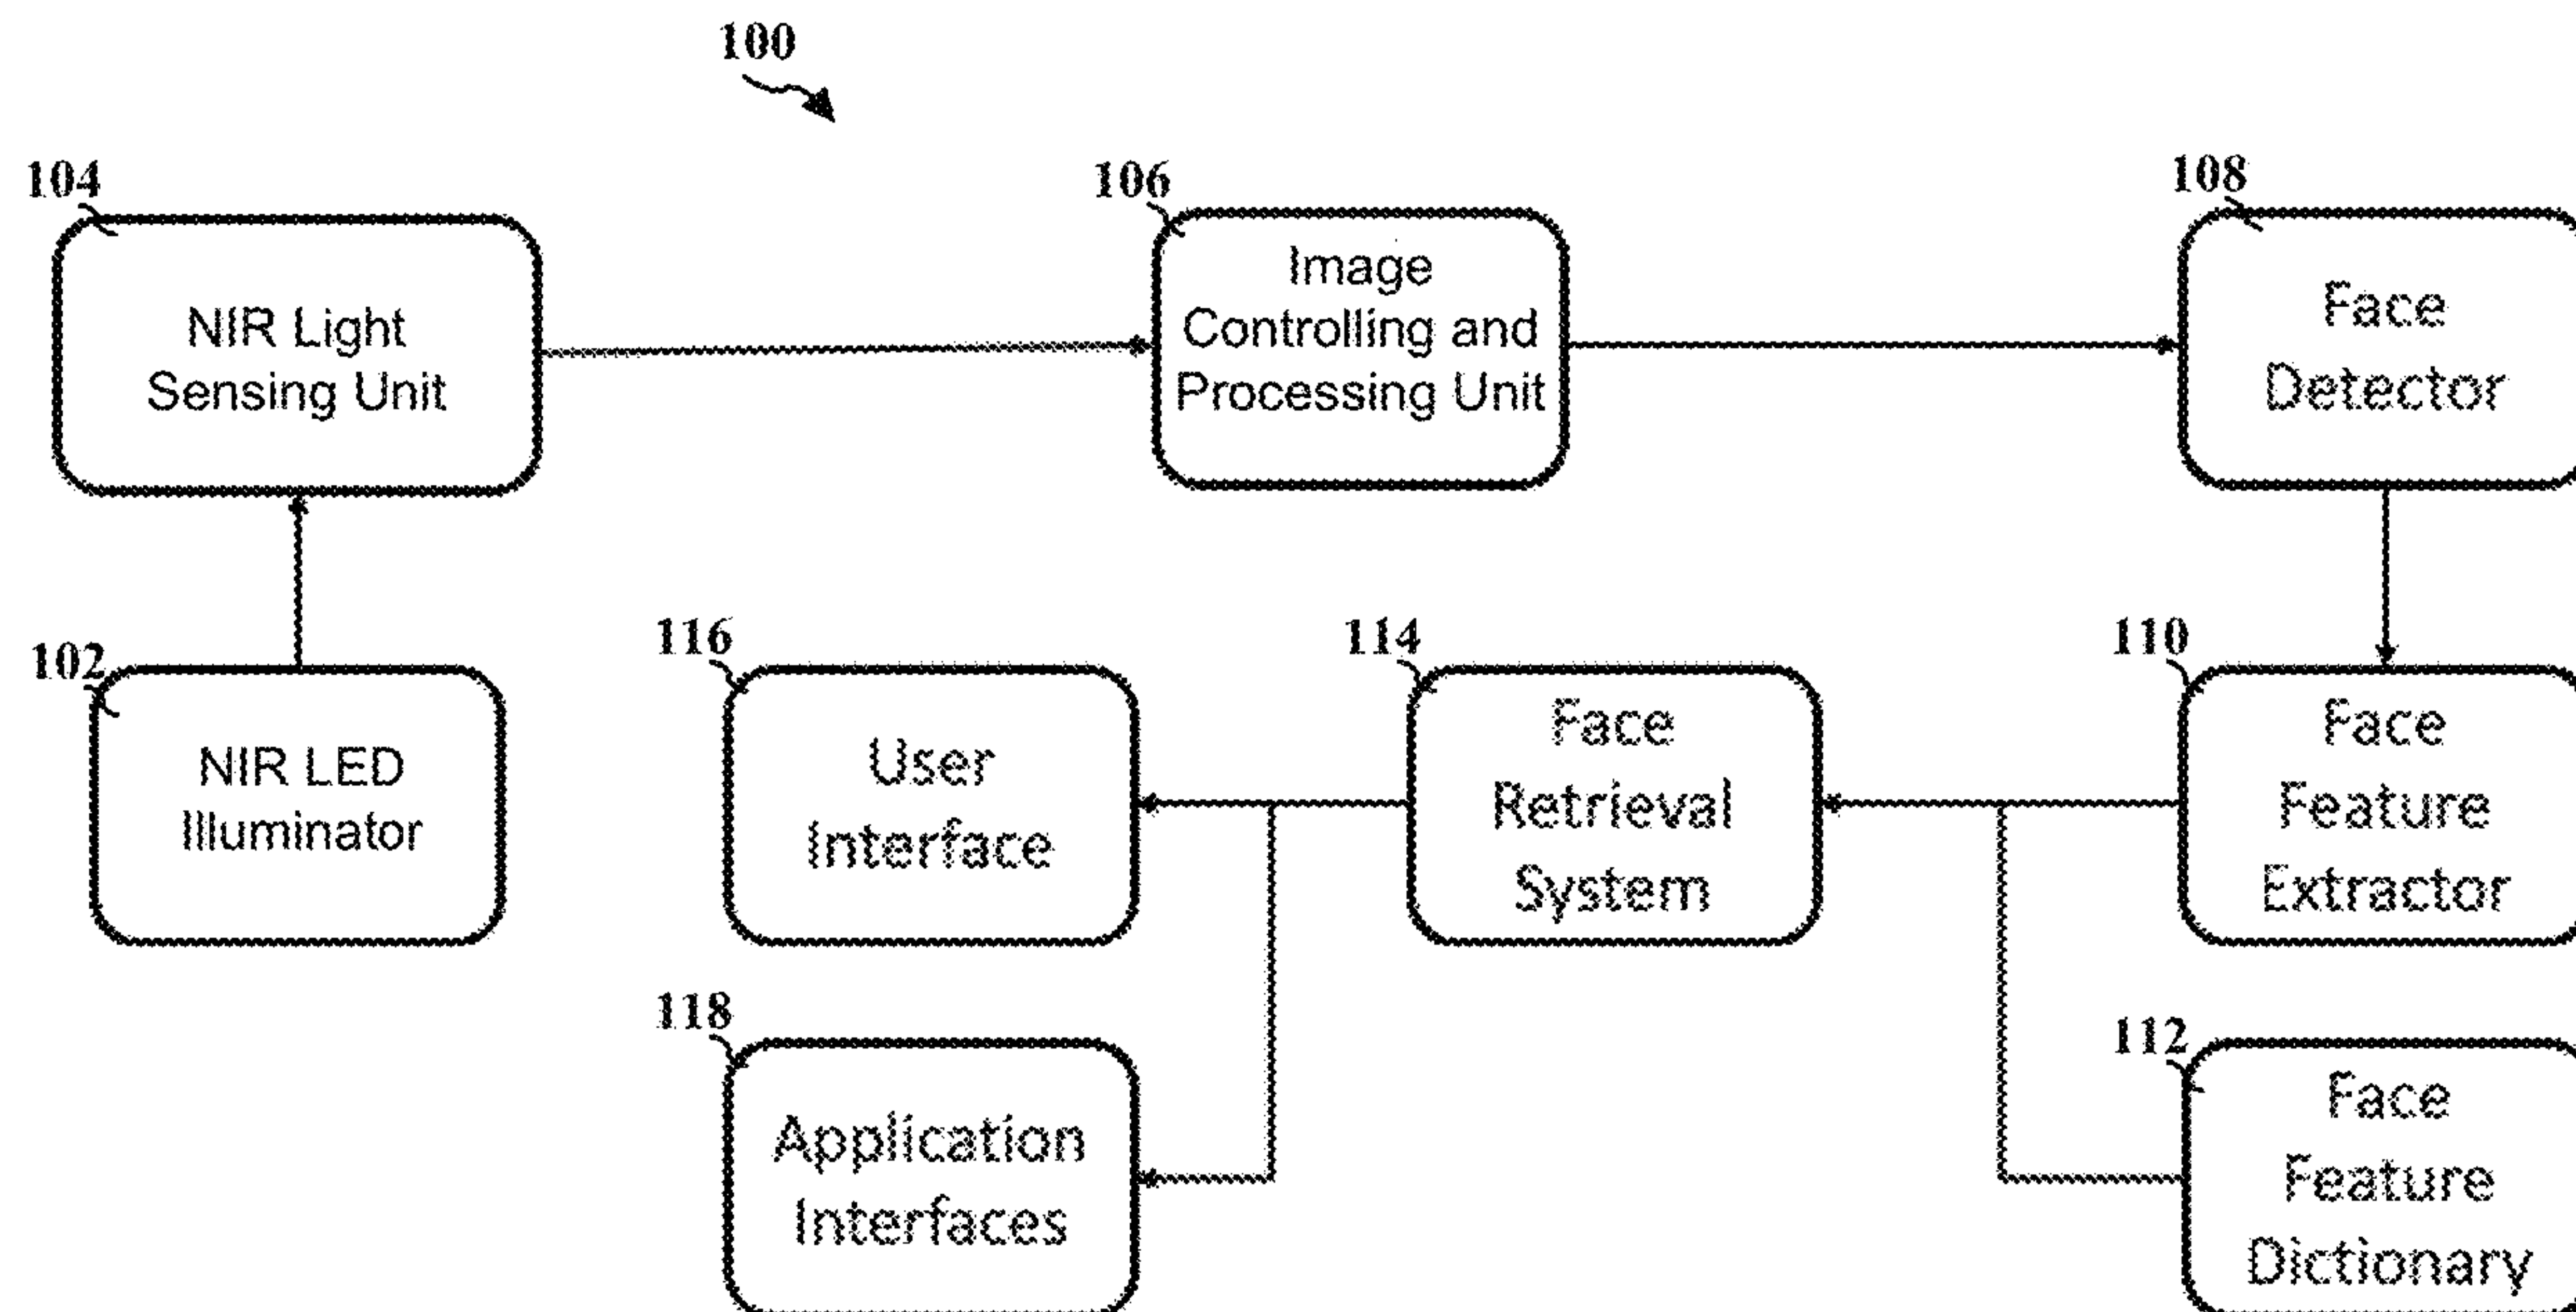 100
104
NIR Light
Sensing Unit
106
Image
Controlling and
Processing Unit
108
Face
Detector
102
NIR LED
Illuminator
116
User
Interface
114
Face
Retrieval
System
110
Face
Feature
Extractor
118
Application
Interfaces
112
Face
Feature
Dictionary